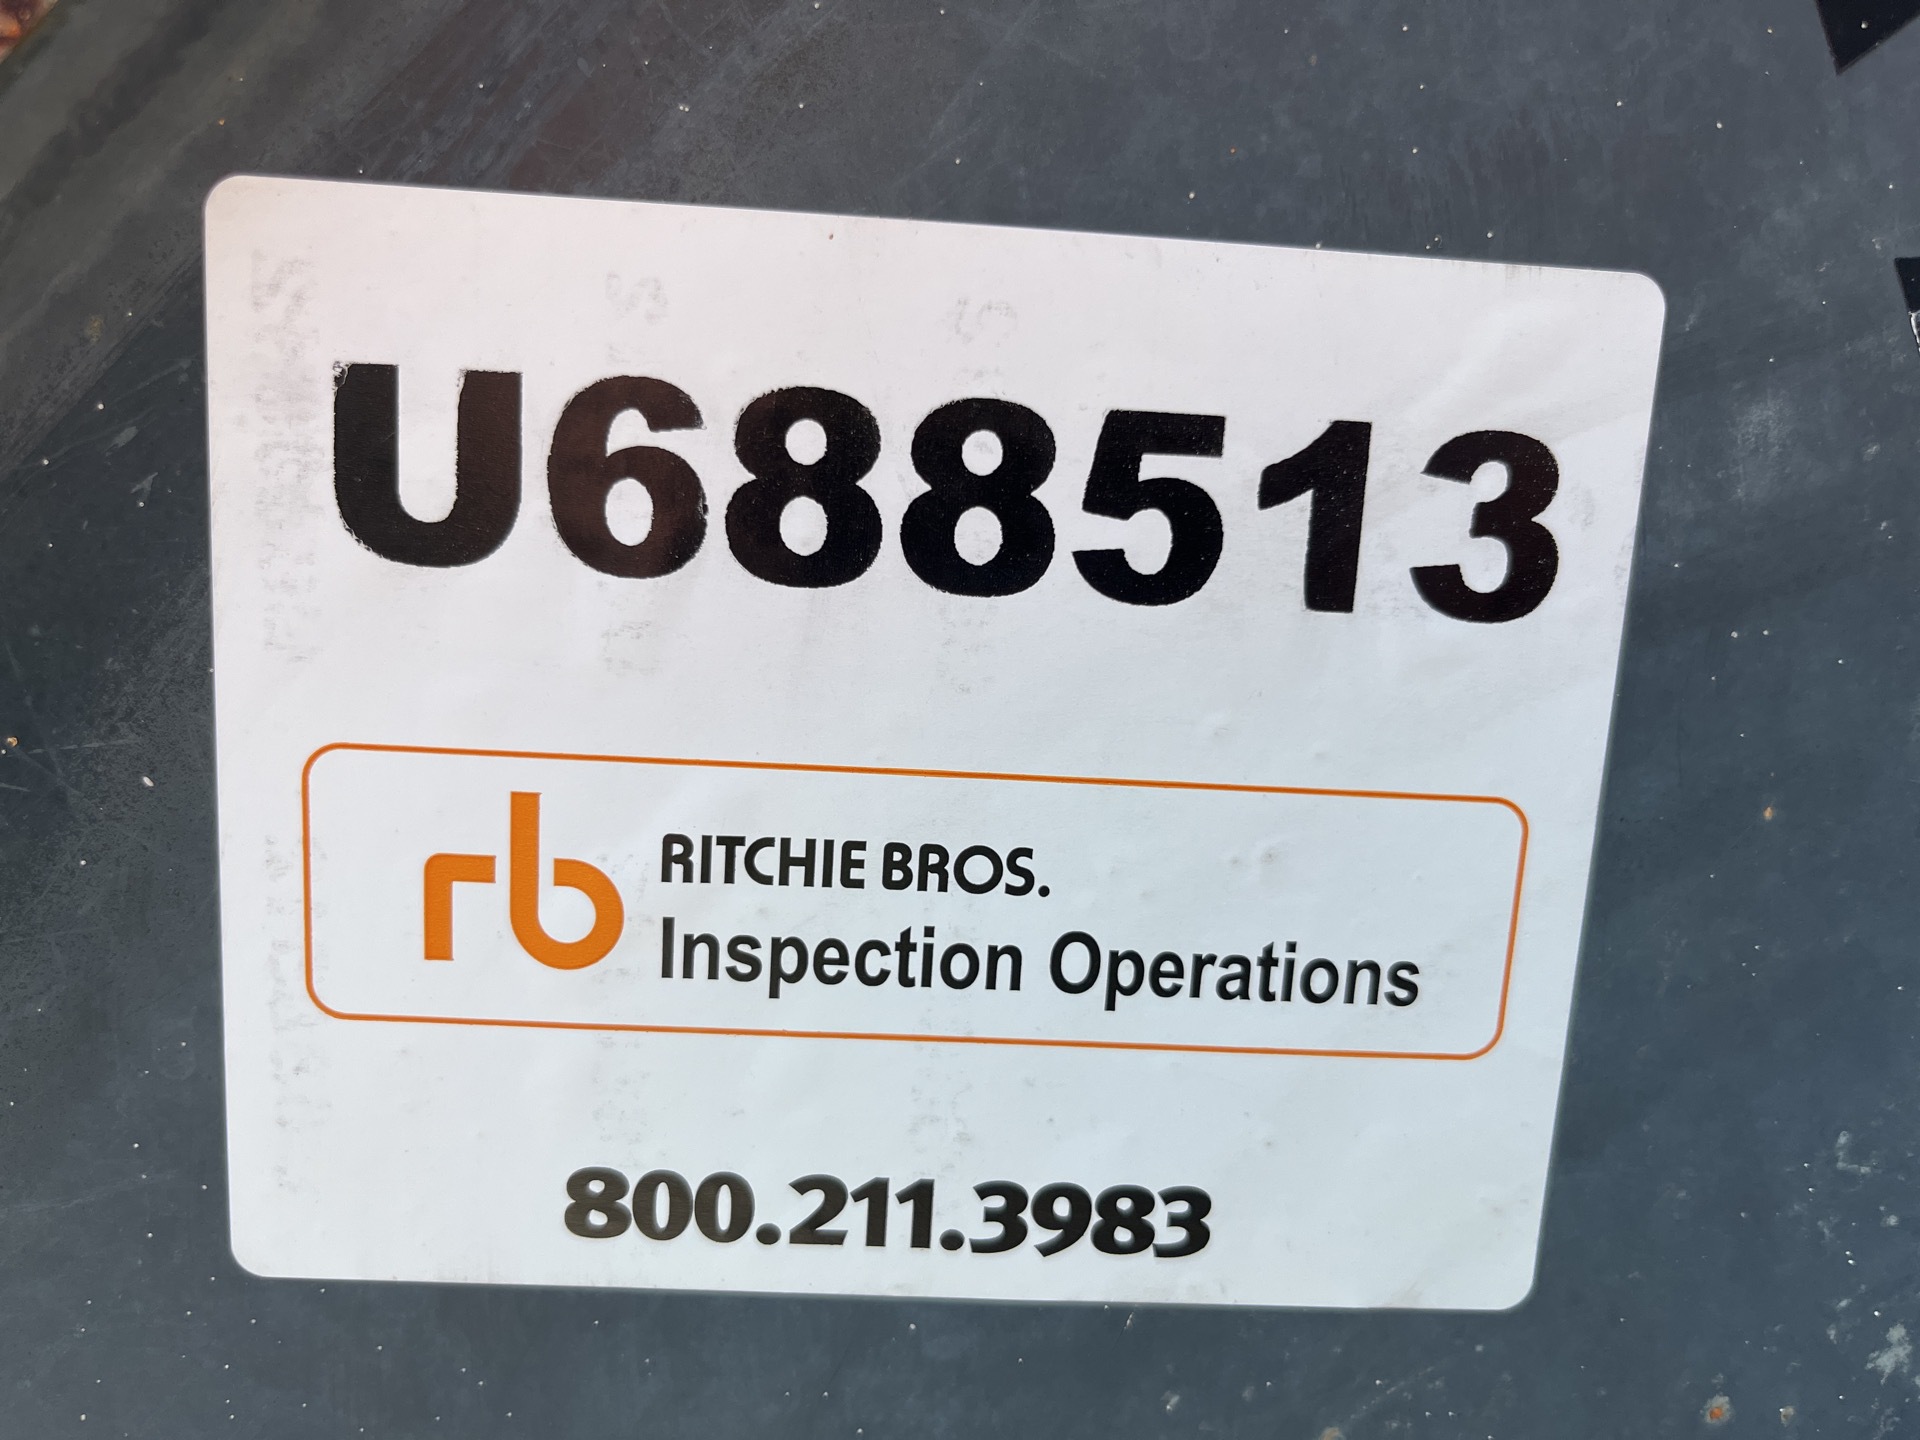 U688513
rb RITCHIE BROS.
Inspection Operations
800.211.3983